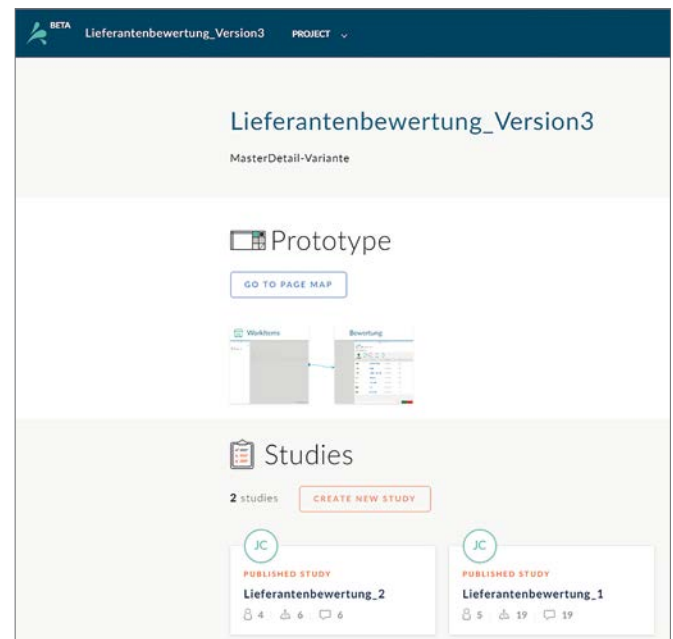 BETA Lieferantenbewertung_Version3 PROJECT
Lieferantenbewertung_Version3
MasterDetail-Variante
Prototype
GO TO PAGE MAP
WorkItems Bewertung
Studies
2 studies CREATE NEW STUDY
JC JC
PUBLISHED STUDY PUBLISHED STUDY
Lieferantenbewertung_2 Lieferantenbewertung_1
4 6 6 5 19 19